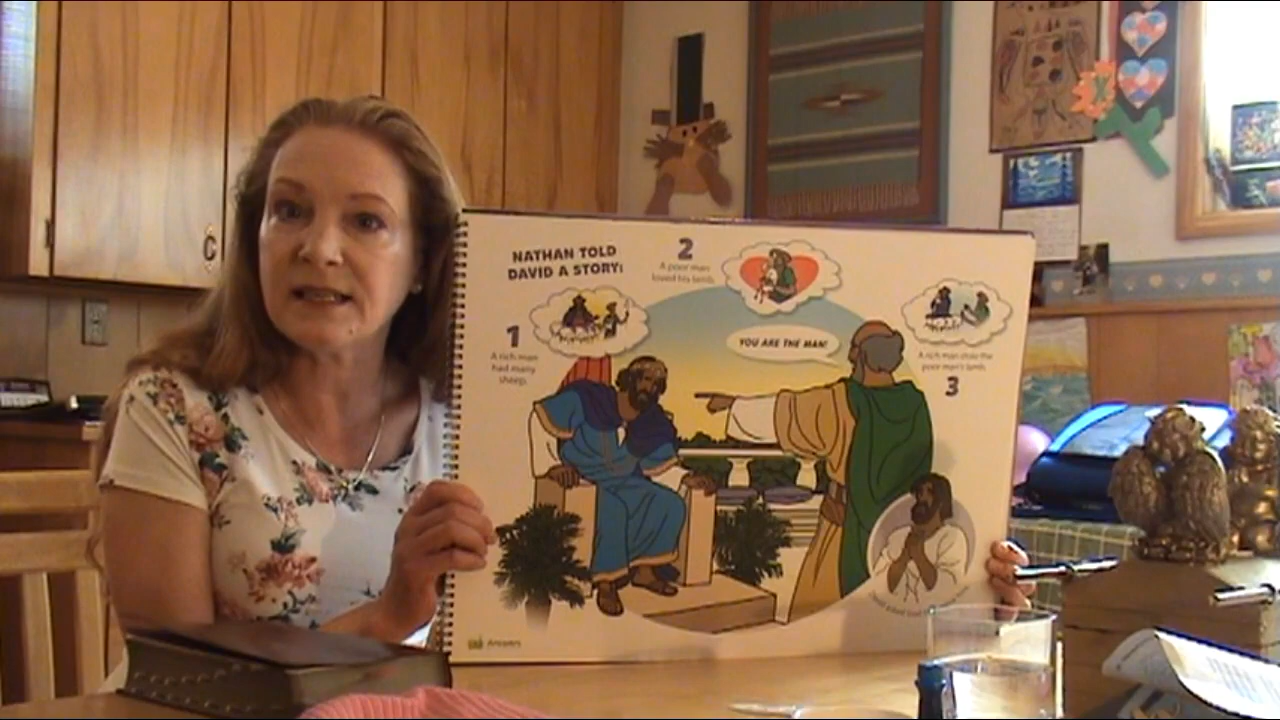 NATHAN TOLD
DAVID A STORY:
1
A rich man
had many
sheep.
2
A poor man
loved his lamb.
YOU ARE THE MAN!
A rich man stole the
poor man's lamb.
3
Answers